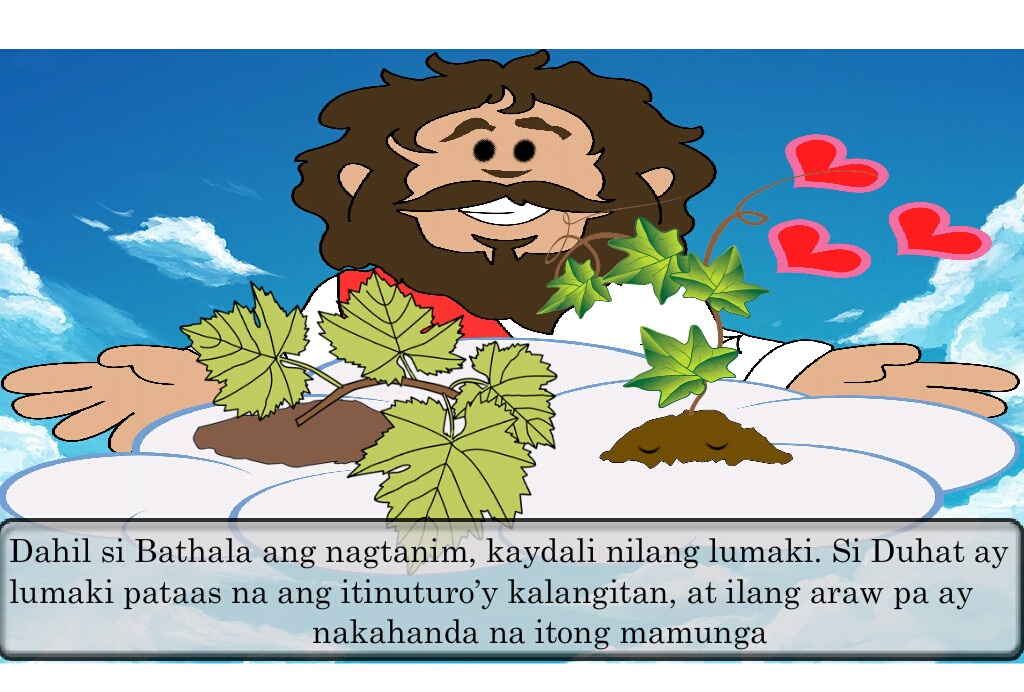 Dahil si Bathala ang nagtanim, kaydali nilang lumaki. Si Duhat ay
lumaki pataas na ang itinuturo’y kalangitan, at ilang araw pa ay
nakahanda na itong mamunga